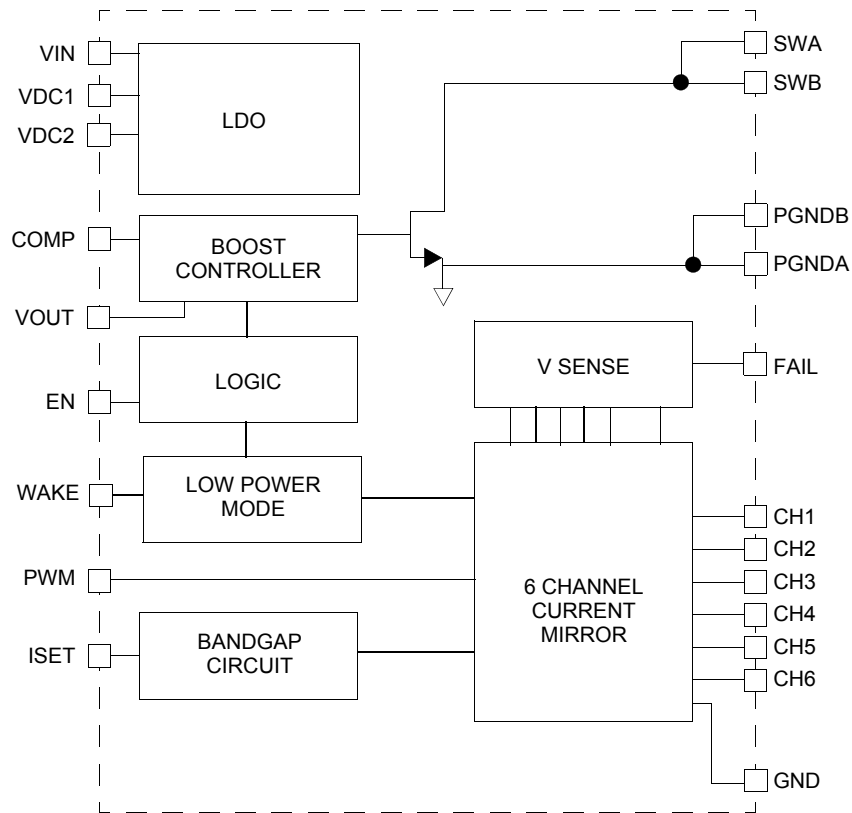 VIN
VDC1
VDC2
LDO
SWA
SWB
COMP
BOOST
CONTROLLER
PGNDB
PGNDA
VOUT
LOGIC
V SENSE
FAIL
EN
WAKE
LOW POWER
MODE
PWM
6 CHANNEL
CURRENT
MIRROR
CH1
CH2
CH3
CH4
CH5
CH6
ISET
BANDGAP
CIRCUIT
GND